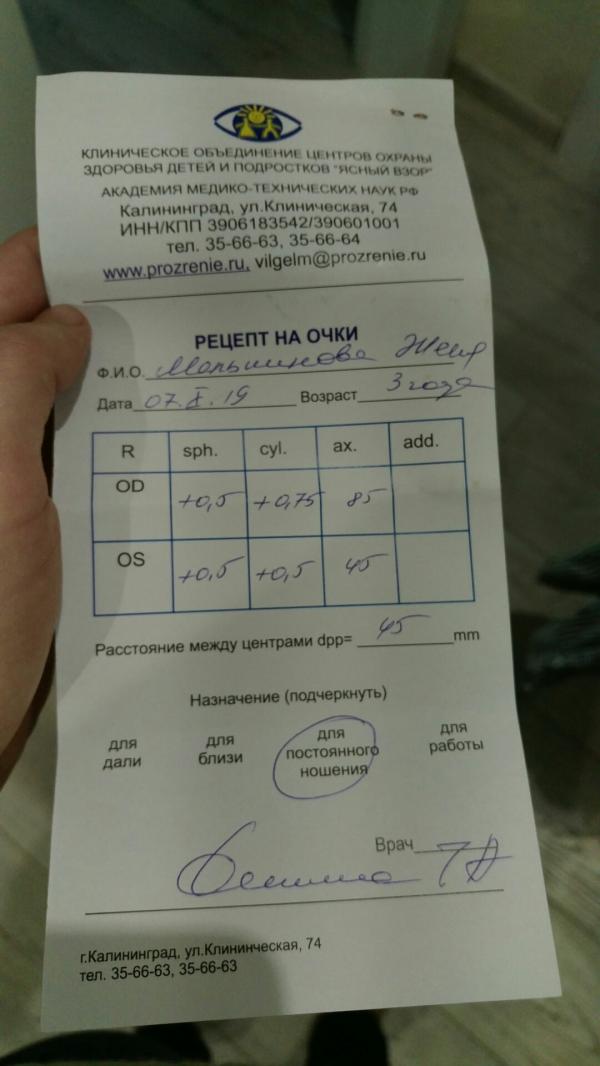 КЛИНИЧЕСКОЕ ОБЪЕДИНЕНИЕ ЦЕНТРОВ ОХРАНЫ
ЗДОРОВЬЯ ДЕТЕЙ И ПОДРОСТКОВ "ЯСНЫЙ ВЗОР"
АКАДЕМИЯ МЕДИКО-ТЕХНИЧЕСКИХ НАУК РФ
Калининград, ул.Клиническая, 74
ИНН/КПП 3906183542/390601001
тел. 35-66-63, 35-66-64
www.prozrenie.ru, vilgelm@prozrenie.ru
РЕЦЕПТ НА ОЧКИ
Ф.И.О. Женя
Дата 07.X.19 Возраст 3 года
R sph. cyl. ax. add.
OD +0,5 +0,75 85
OS +0,5 +0,5 45
Расстояние между центрами dpp= 45 mm
Назначение (подчеркнуть)
для дали для близи для постоянного ношения для работы
Врач
г.Калининград, ул.Клининческая, 74
тел. 35-66-63, 35-66-63